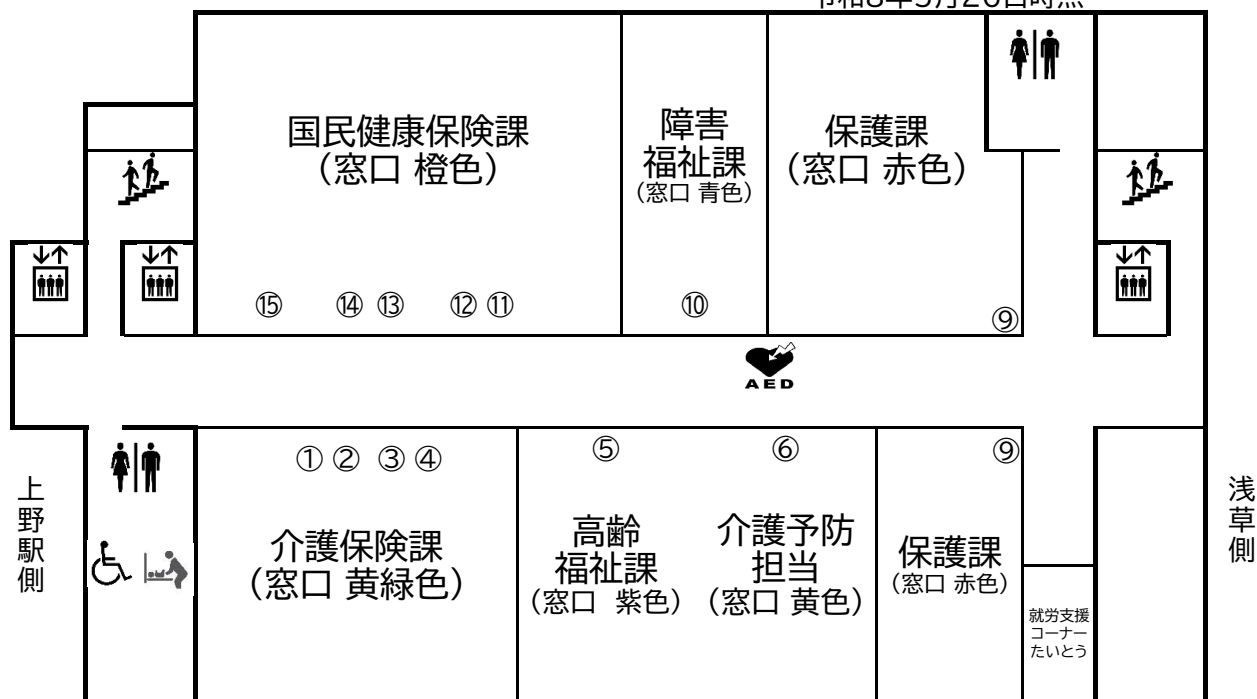 国民健康保険課
（窓口 橙色）
障害
福祉課
（窓口 青色）
保護課
（窓口 赤色）
⑮
⑭
⑬
⑫
⑪
⑩
⑨
AED
①
②
③
④
⑤
⑥
⑨
介護保険課
（窓口 黄緑色）
高齢
福祉課
（窓口 紫色）
介護予防
担当
（窓口 黄色）
保護課
（窓口 赤色）
就労支援
コーナー
たいとう
上野駅側
浅草側